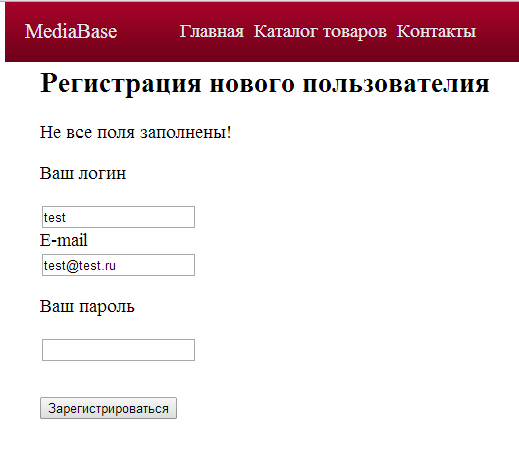 MediaBase Главная Каталог товаров Контакты
Регистрация нового пользователия
Не все поля заполнены!
Ваш логин
test
E-mail
test@test.ru
Ваш пароль
Зарегистрироваться